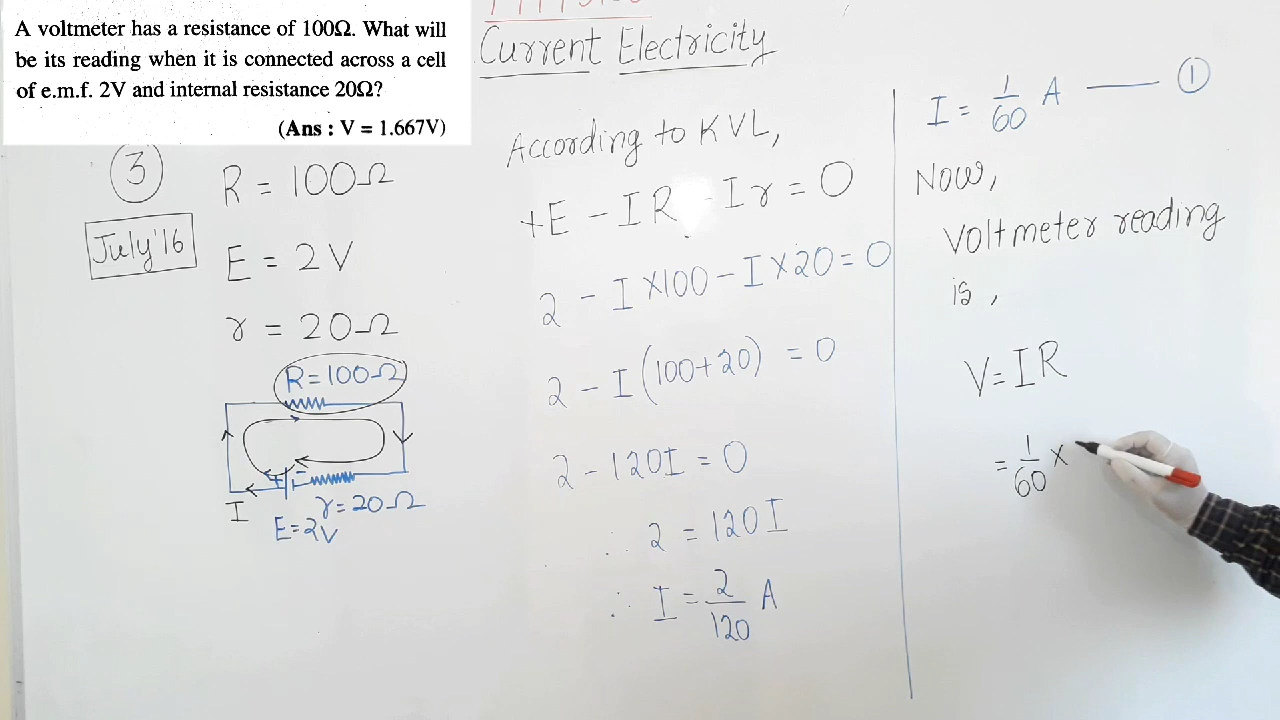 A voltmeter has a resistance of 100Ω. What will
be its reading when it is connected across a cell
of e.m.f. 2V and internal resistance 20Ω?
(Ans : V = 1.667V)
Current Electricity
3
July'16
R = 100Ω
E = 2V
r = 20Ω
R=100Ω
+
-
I
r=20Ω
E=2V
According to KVL,
+E - IR - Ir = 0
2 - I×100 - I×20 = 0
2 - I(100+20) = 0
2 - 120I = 0
∴ 2 = 120I
∴ I = 2/120 A
I = 1/60 A —— ①
Now,
Voltmeter reading
is,
V = IR
= 1/60 ×